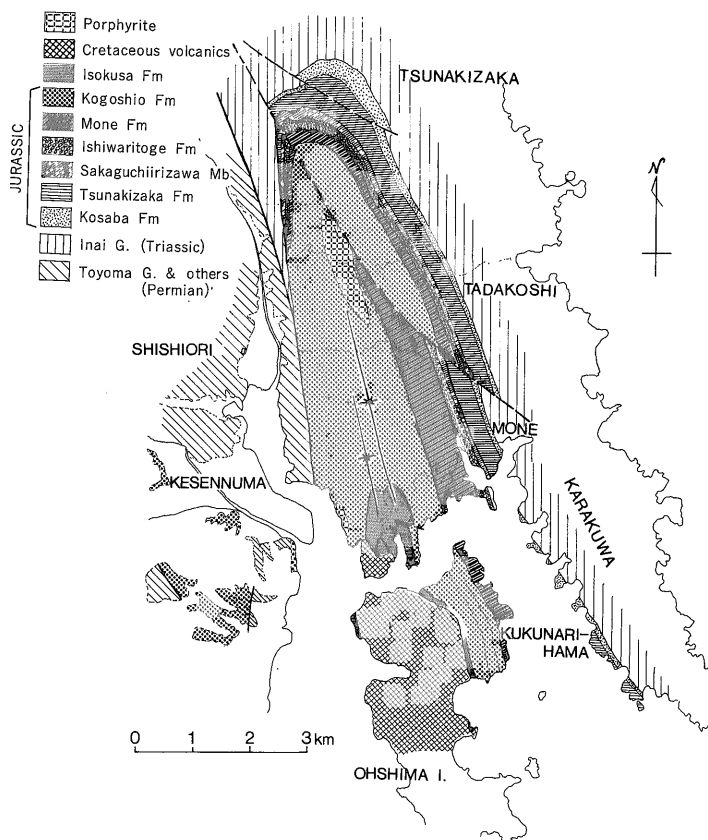 Porphyrite
Cretaceous volcanics
Isokusa Fm
Kogoshio Fm
Mone Fm
Ishiwaritoge Fm
Sakaguchiirizawa Mb
Tsunakizaka Fm
Kosaba Fm
Inai G. (Triassic)
Toyoma G. & others
(Permian)
JURASSIC
TSUNAKIZAKA
N
TADAKOSHI
SHISHIORI
MONE
KESENNUMA
KARAKUWA
KUKUNARI-
HAMA
0 1 2 3 km
OHSHIMA I.